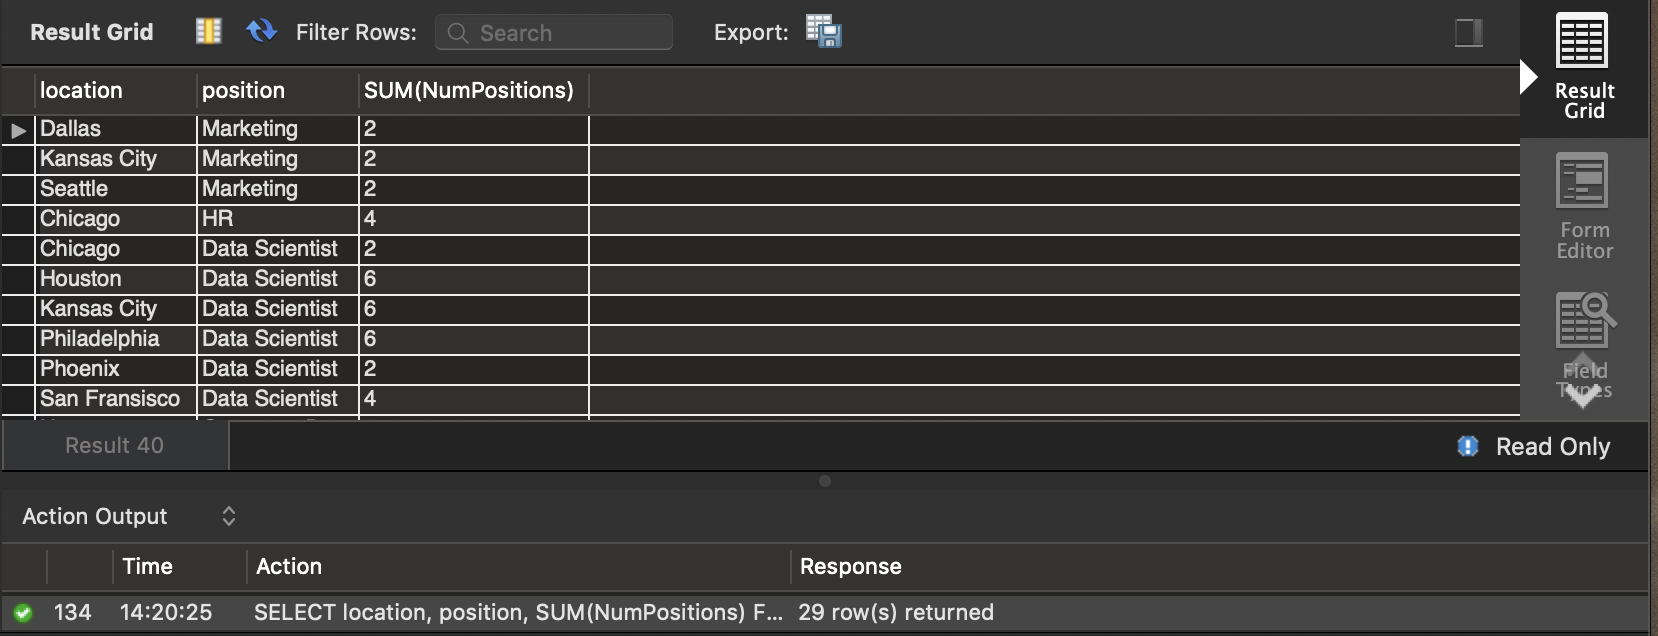 Result Grid Filter Rows: Search Export:
location position SUM(NumPositions)
Dallas Marketing 2
Kansas City Marketing 2
Seattle Marketing 2
Chicago HR 4
Chicago Data Scientist 2
Houston Data Scientist 6
Kansas City Data Scientist 6
Philadelphia Data Scientist 6
Phoenix Data Scientist 2
San Fransisco Data Scientist 4
Result
Grid
Form
Editor
Field
Types
Result 40 Read Only
Action Output
Time Action Response
134 14:20:25 SELECT location, position, SUM(NumPositions) F... 29 row(s) returned